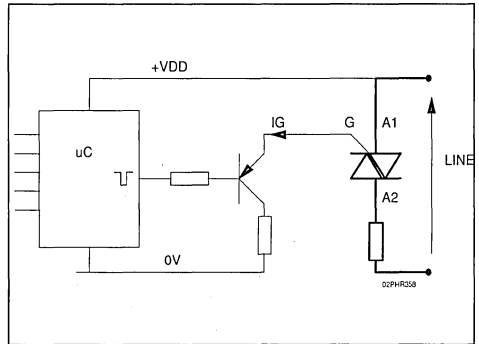 +VDD
IG
G
A1
uC
LINE
A2
0V
02PHR358